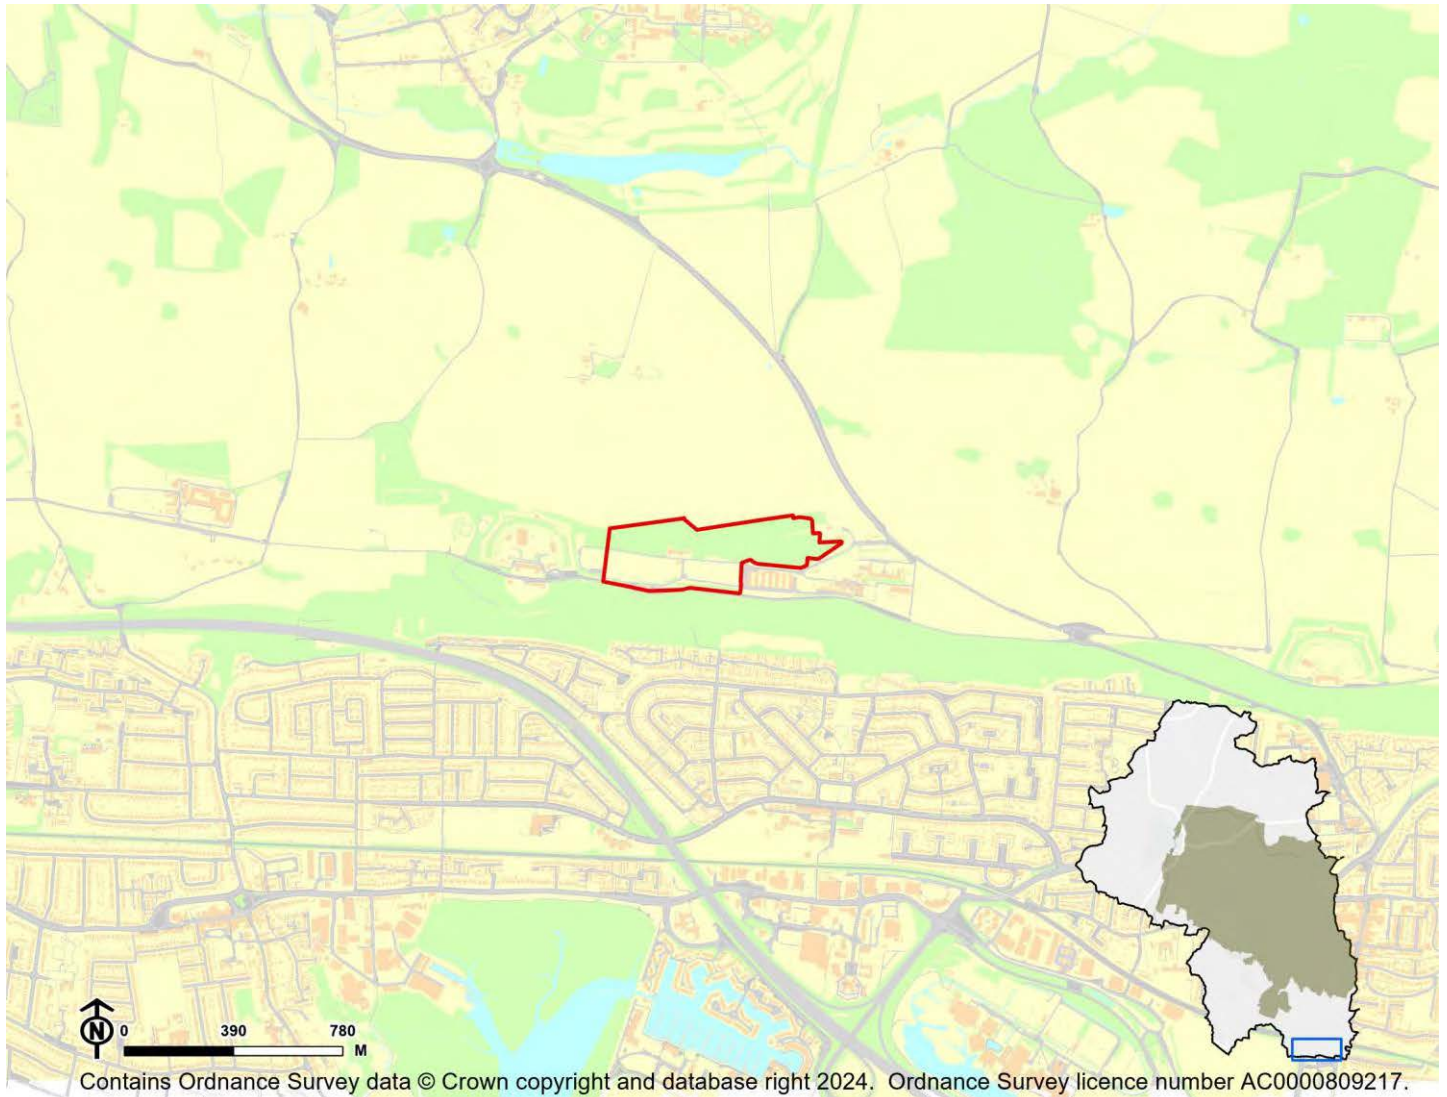 N
0 390 780
M
Contains Ordnance Survey data © Crown copyright and database right 2024. Ordnance Survey licence number AC0000809217.